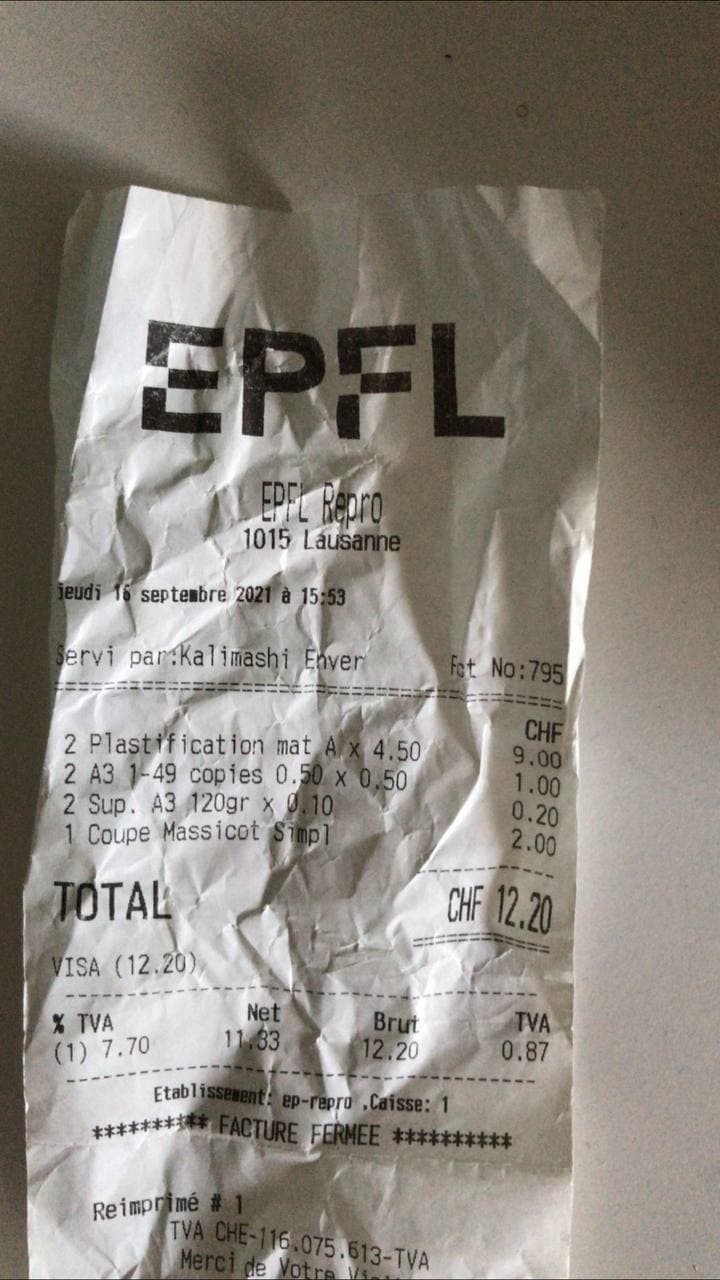 EPFL
EPFL Repro
1015 Lausanne
jeudi 16 septembre 2021 à 15:53
Servi par:Kalimashi Enver Fct No:795
CHF
2 Plastification mat A x 4.50 9.00
2 A3 1-49 copies 0.50 x 0.50 1.00
2 Sup. A3 120gr x 0.10 0.20
1 Coupe Massicot Simpl 2.00
TOTAL CHF 12.20
VISA (12.20)
% TVA Net Brut TVA
(1) 7.70 11.33 12.20 0.87
Etablissement: ep-repro ,Caisse: 1
********** FACTURE FERMEE **********
Reimprimé # 1
TVA CHE-116.075.613-TVA
Merci de Votre